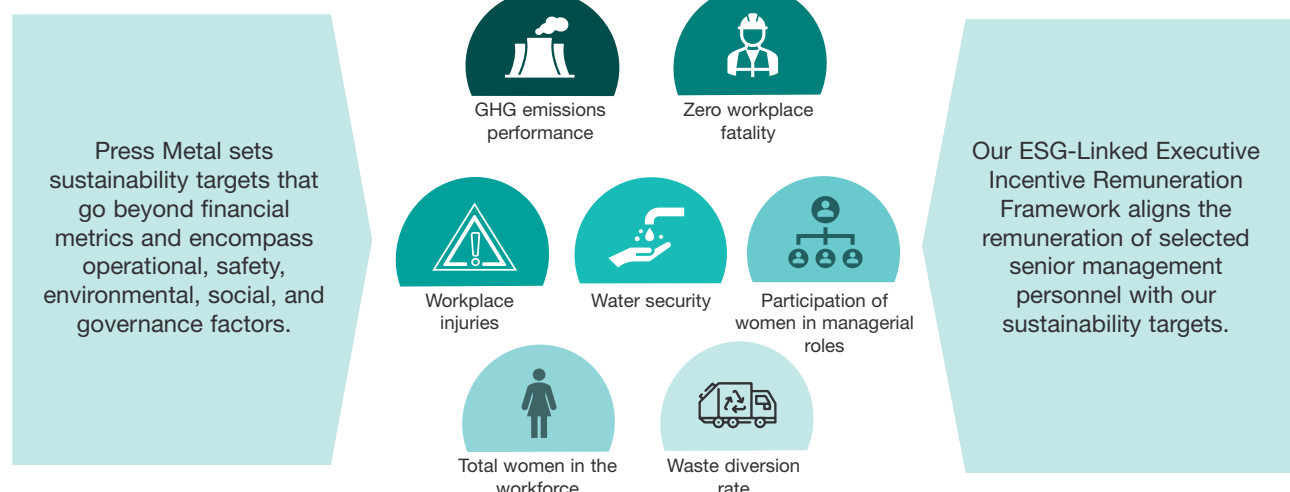 Press Metal sets
sustainability targets that
go beyond financial
metrics and encompass
operational, safety,
environmental, social, and
governance factors.
GHG emissions
performance
Zero workplace
fatality
Workplace
injuries
Water security
Participation of
women in managerial
roles
Total women in the
workforce
Waste diversion
rate
Our ESG-Linked Executive
Incentive Remuneration
Framework aligns the
remuneration of selected
senior management
personnel with our
sustainability targets.